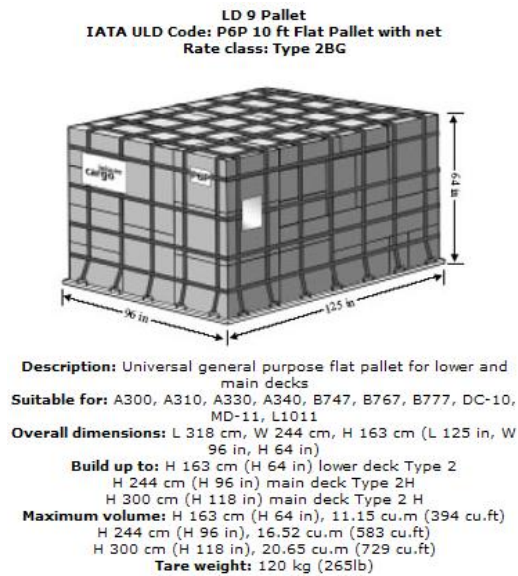 LD 9 Pallet
IATA ULD Code: P6P 10 ft Flat Pallet with net
Rate class: Type 2BG
cargo
P6P
64 in
96 in
125 in
Description: Universal general purpose flat pallet for lower and
main decks
Suitable for: A300, A310, A330, A340, B747, B767, B777, DC-10,
MD-11, L1011
Overall dimensions: L 318 cm, W 244 cm, H 163 cm (L 125 in, W
96 in, H 64 in)
Build up to: H 163 cm (H 64 in) lower deck Type 2
H 244 cm (H 96 in) main deck Type 2H
H 300 cm (H 118 in) main deck Type 2 H
Maximum volume: H 163 cm (H 64 in), 11.15 cu.m (394 cu.ft)
H 244 cm (H 96 in), 16.52 cu.m (583 cu.ft)
H 300 cm (H 118 in), 20.65 cu.m (729 cu.ft)
Tare weight: 120 kg (265lb)